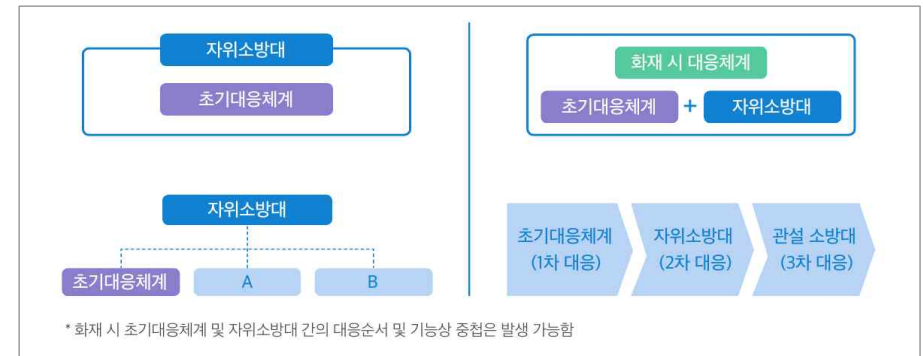 자위소방대
초기대응체계
자위소방대
초기대응체계 A B
화재 시 대응체계
초기대응체계 + 자위소방대
초기대응체계 자위소방대 관설 소방대
(1차 대응) (2차 대응) (3차 대응)
* 화재 시 초기대응체계 및 자위소방대 간의 대응순서 및 기능상 중첩은 발생 가능함